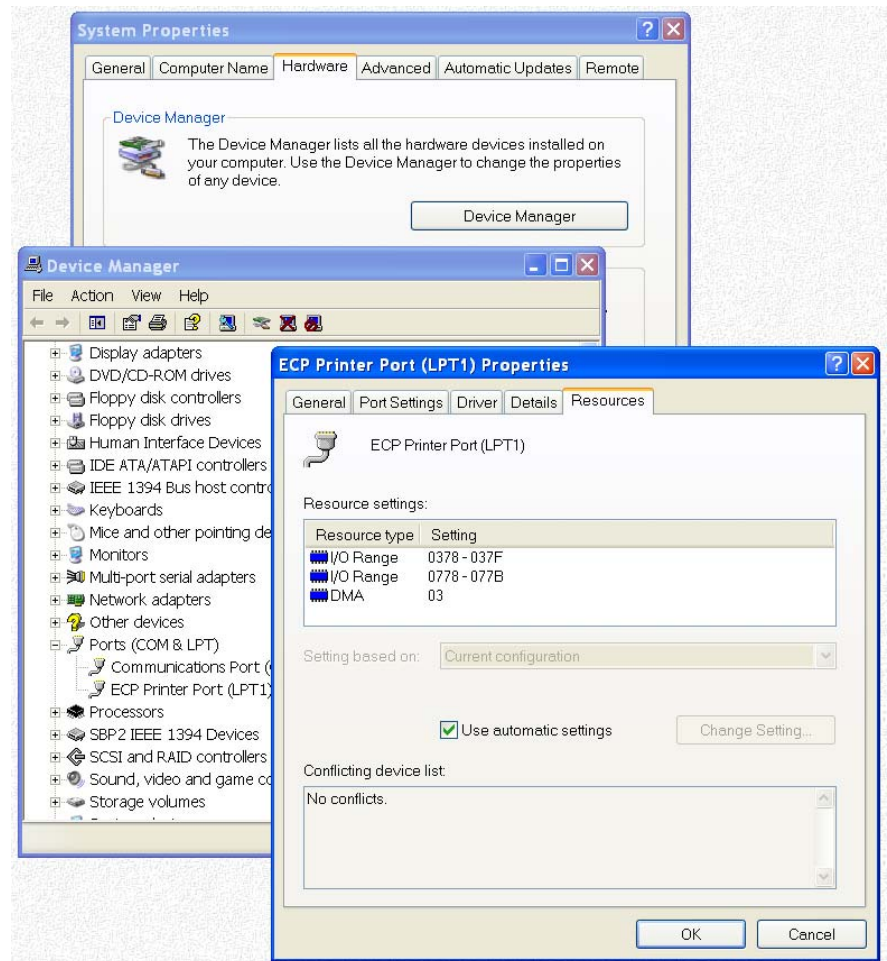 System Properties
General Computer Name Hardware Advanced Automatic Updates Remote
Device Manager
The Device Manager lists all the hardware devices installed on
your computer. Use the Device Manager to change the properties
of any device.
Device Manager
Device Manager
File Action View Help
Display adapters
DVD/CD-ROM drives
Floppy disk controllers
Floppy disk drives
Human Interface Devices
IDE ATA/ATAPI controllers
IEEE 1394 Bus host contro
Keyboards
Mice and other pointing de
Monitors
Multi-port serial adapters
Network adapters
Other devices
Ports (COM & LPT)
Communications Port (
ECP Printer Port (LPT1)
Processors
SBP2 IEEE 1394 Devices
SCSI and RAID controllers
Sound, video and game co
Storage volumes
ECP Printer Port (LPT1) Properties
General Port Settings Driver Details Resources
ECP Printer Port (LPT1)
Resource settings:
Resource type Setting
I/O Range 0378 - 037F
I/O Range 0778 - 077B
DMA 03
Setting based on: Current configuration
Use automatic settings Change Setting...
Conflicting device list:
No conflicts.
OK Cancel